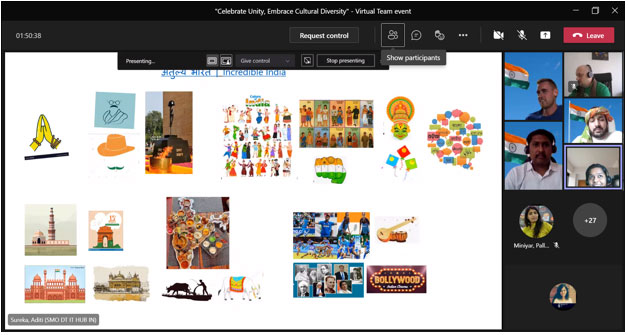 "Celebrate Unity, Embrace Cultural Diversity" - Virtual Team event
01:50:38
Request control
Leave
Presenting...
Give control
Stop presenting
Show participants
अतुल्य भारत | Incredible India
BOLLYWOOD
+27
Miniyar, Pall...
Sureka, Aditi (SMO DT IT HUB IN)